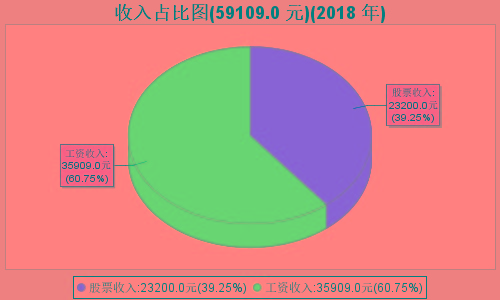 收入占比图(59109.0 元)(2018 年)
股票收入:
23200.0元
(39.25%)
工资收入:
35909.0元
(60.75%)
股票收入:23200.0元(39.25%) 工资收入:35909.0元(60.75%)